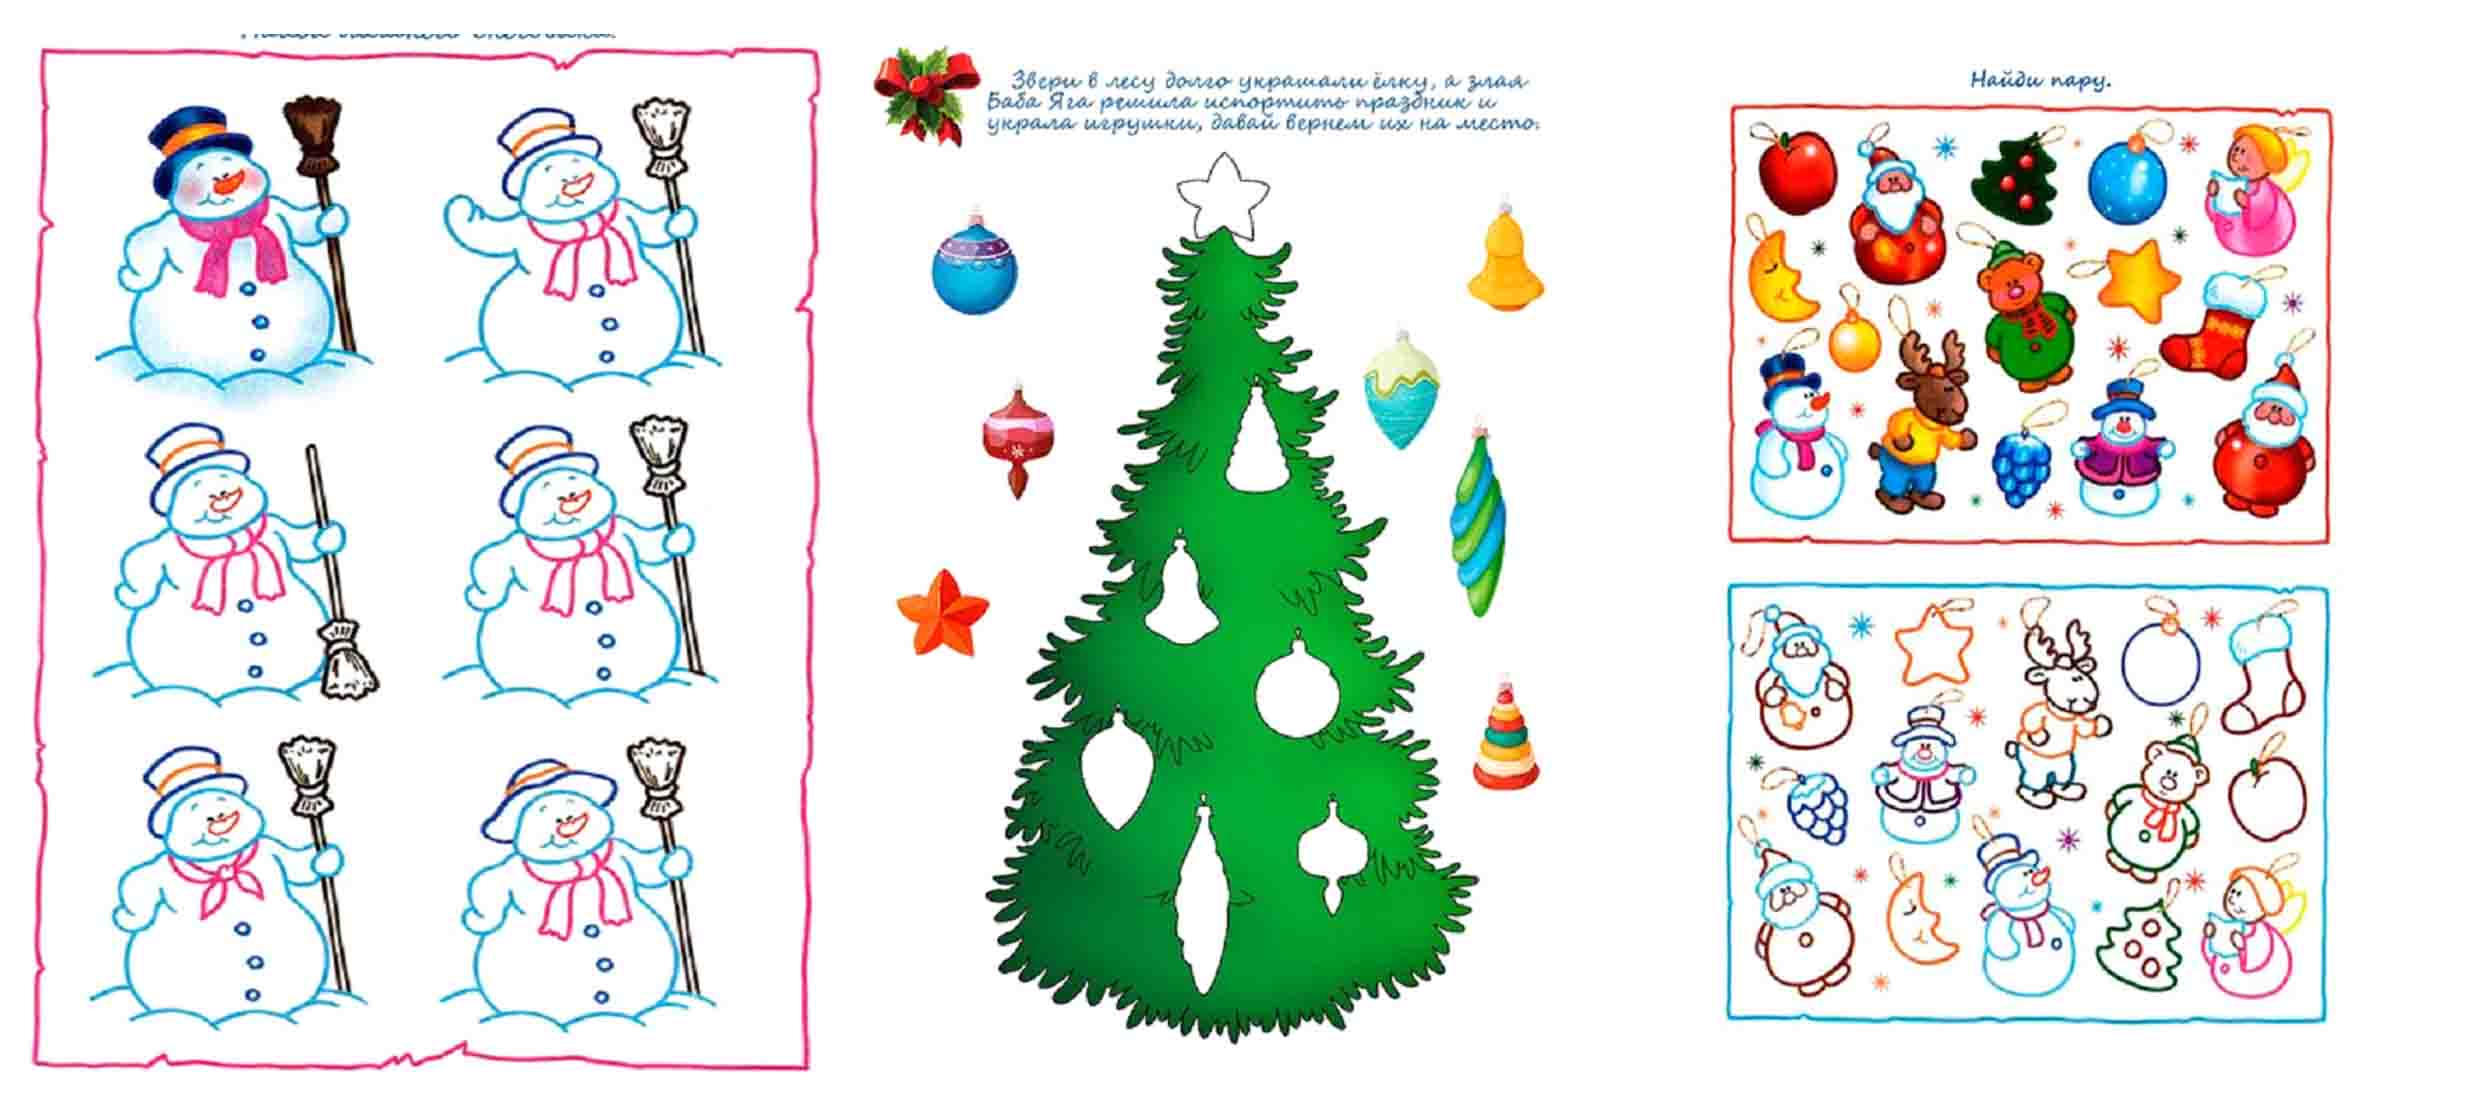 Звери в лесу долго украшали ёлку, а злая
Баба Яга решила испортить праздник и
украла игрушки, давай вернем их на место.
Найди пару.